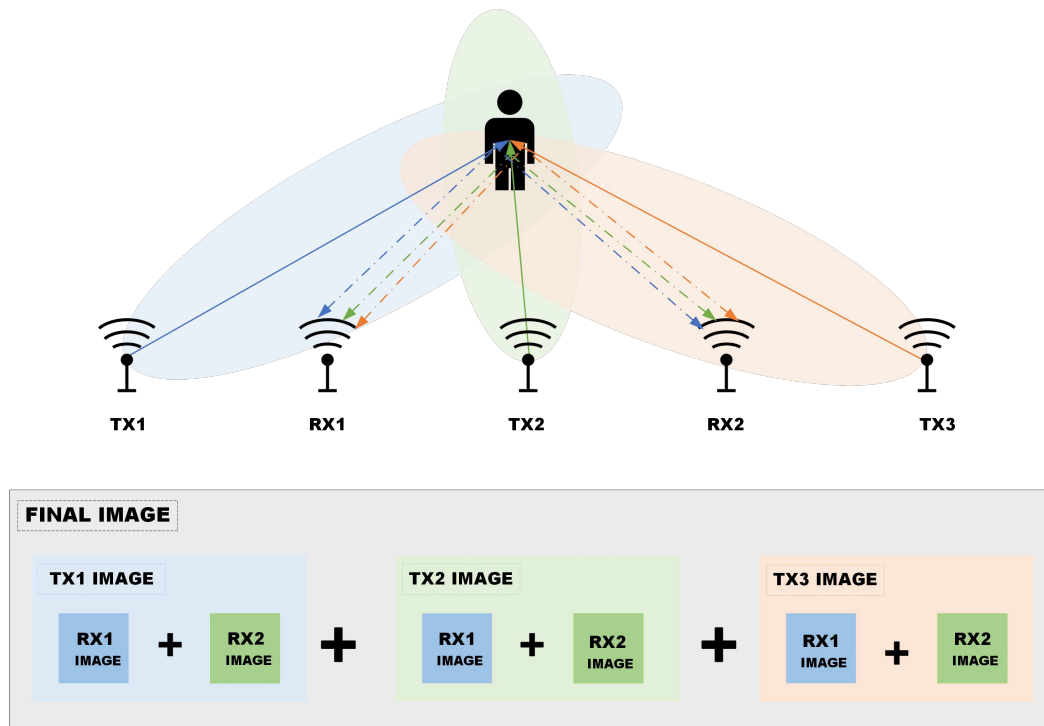 TX1
RX1
TX2
RX2
TX3
FINAL IMAGE
TX1 IMAGE
RX1
IMAGE
+
RX2
IMAGE
+
TX2 IMAGE
RX1
IMAGE
+
RX2
IMAGE
+
TX3 IMAGE
RX1
IMAGE
+
RX2
IMAGE